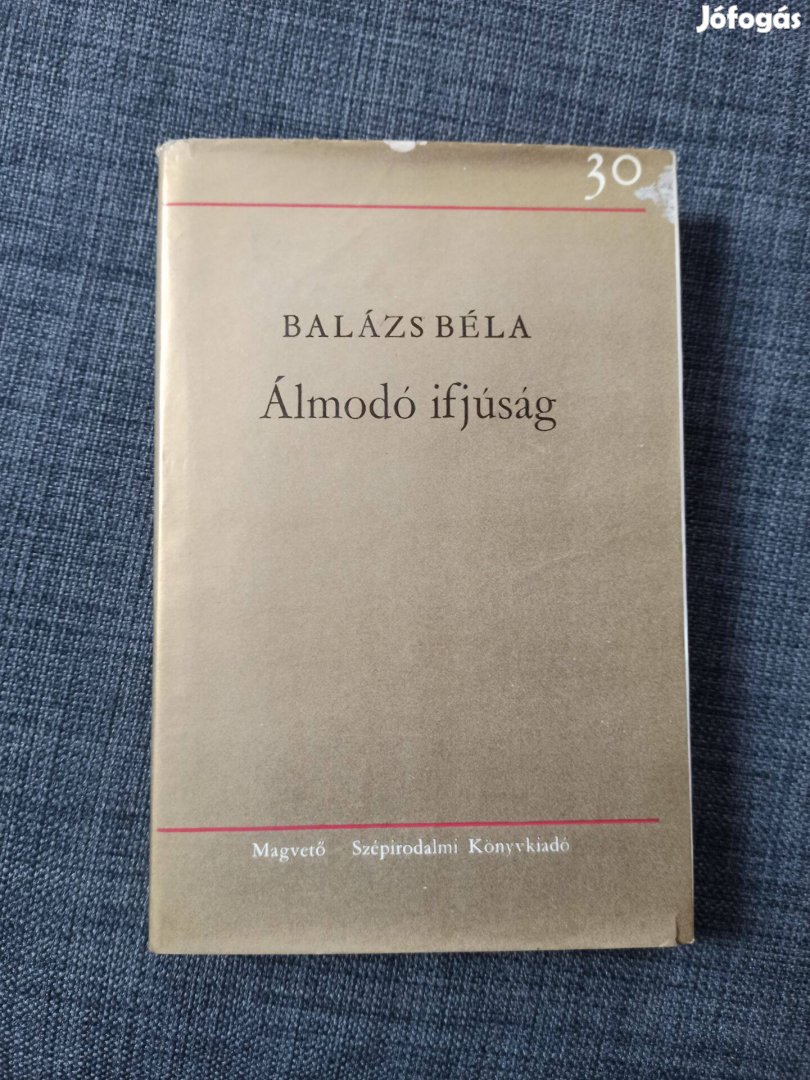 Jófogás
30
BALÁZS BÉLA
Álmodó ifjúság
Magvető Szépirodalmi Könyvkiadó